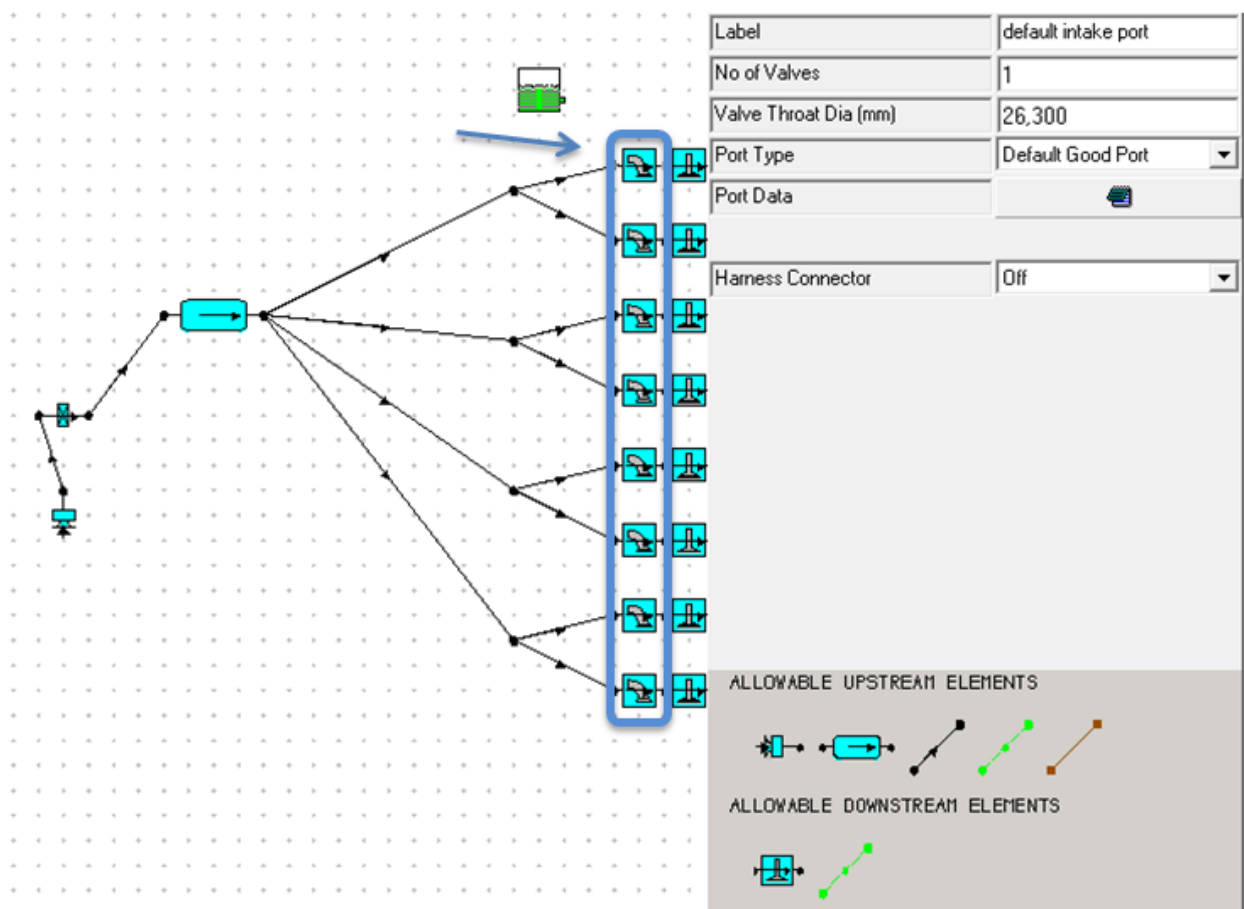 Label default intake port
No of Valves 1
Valve Throat Dia (mm) 26,300
Port Type Default Good Port
Port Data
Harness Connector Off
ALLOWABLE UPSTREAM ELEMENTS
ALLOWABLE DOWNSTREAM ELEMENTS